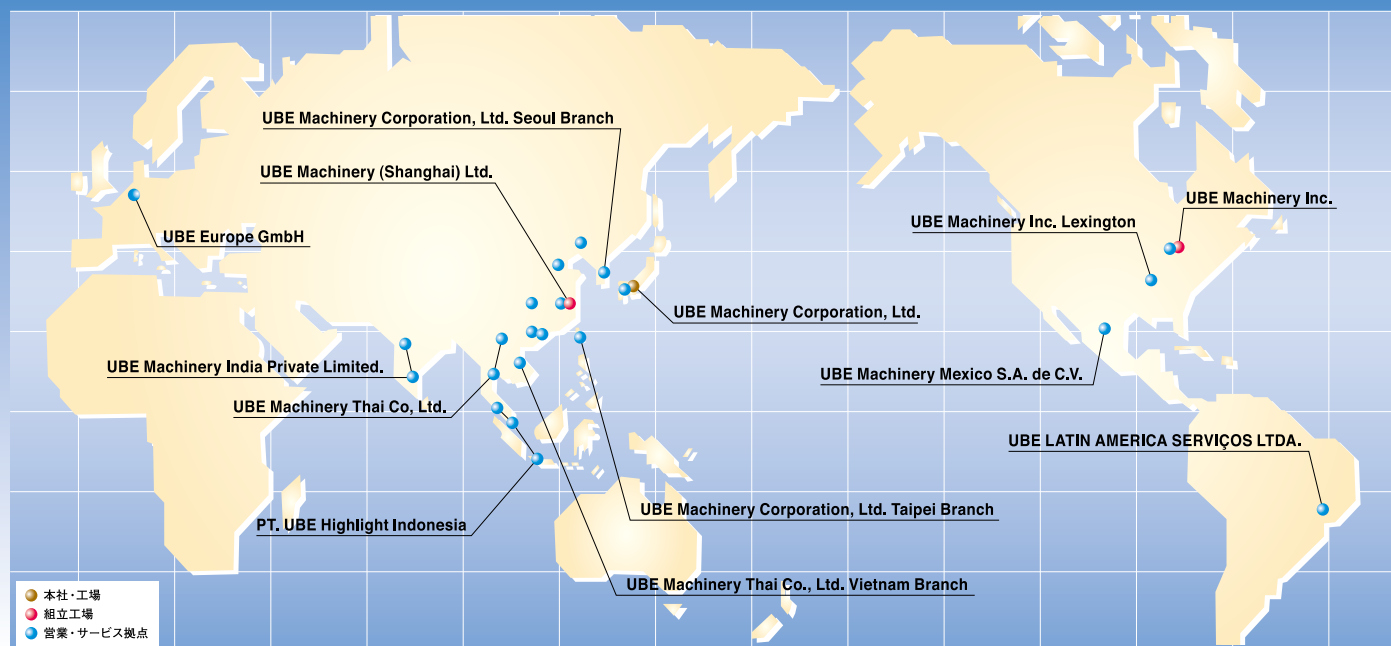 UBE Machinery Corporation, Ltd. Seoul Branch
UBE Machinery (Shanghai) Ltd.
UBE Machinery Inc.
UBE Machinery Inc. Lexington
UBE Europe GmbH
UBE Machinery Corporation, Ltd.
UBE Machinery India Private Limited.
UBE Machinery Mexico S.A. de C.V.
UBE Machinery Thai Co, Ltd.
UBE LATIN AMERICA SERVIÇOS LTDA.
UBE Machinery Corporation, Ltd. Taipei Branch
PT. UBE Highlight Indonesia
UBE Machinery Thai Co., Ltd. Vietnam Branch
本社・工場
組立工場
営業・サービス拠点